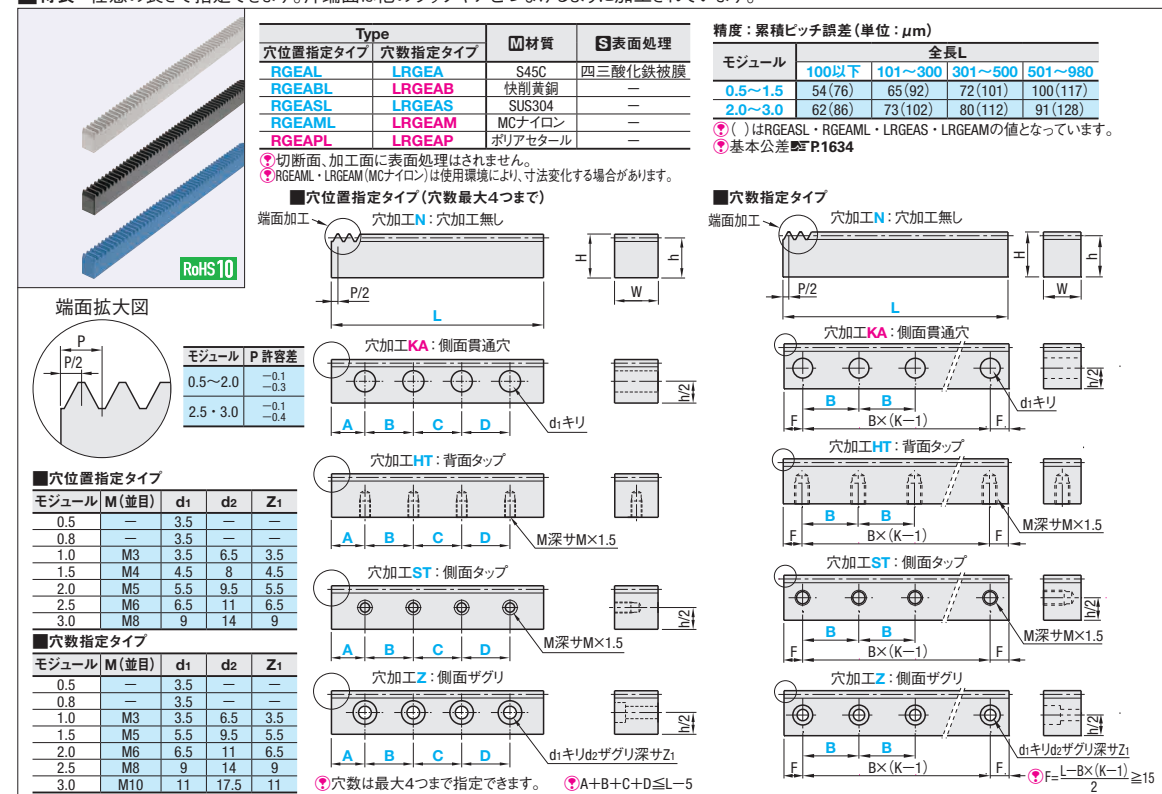 Type
穴位置指定タイプ 穴数指定タイプ M材質 S表面処理
RGEAL LRGEA S45C 四三酸化鉄被膜
RGEABL LRGEAB 快削黄銅 −
RGEASL LRGEAS SUS304 −
RGEAML LRGEAM MCナイロン −
RGEAPL LRGEAP ポリアセタール −
切断面、加工面に表面処理はされません。
RGEAML・LRGEAM(MCナイロン)は使用環境により、寸法変化する場合があります。
精度：累積ピッチ誤差(単位：μm)
モジュール 全長L
100以下 101〜300 301〜500 501〜980
0.5〜1.5 54(76) 65(92) 72(101) 100(117)
2.0〜3.0 62(86) 73(102) 80(112) 91(128)
( )はRGEASL・RGEAML・LRGEAS・LRGEAMの値となっています。
基本公差 P.1634
RoHS10
端面拡大図
P
P/2
モジュール P 許容差
0.5〜2.0 −0.1 −0.3
2.5・3.0 −0.1 −0.4
■穴位置指定タイプ
モジュール M(並目) d1 d2 Z1
0.5 − 3.5 − −
0.8 − 3.5 − −
1.0 M3 3.5 6.5 3.5
1.5 M4 4.5 8 4.5
2.0 M5 5.5 9.5 5.5
2.5 M6 6.5 11 6.5
3.0 M8 9 14 9
■穴数指定タイプ
モジュール M(並目) d1 d2 Z1
0.5 − 3.5 − −
0.8 − 3.5 − −
1.0 M3 3.5 6.5 3.5
1.5 M5 5.5 9.5 5.5
2.0 M6 6.5 11 6.5
2.5 M8 9 14 9
3.0 M10 11 17.5 11
■穴位置指定タイプ(穴数最大4つまで)
端面加工
穴加工N：穴加工無し
H
h
P/2
W
L
穴加工KA：側面貫通穴
h/2
d1キリ
A B C D
穴加工HT：背面タップ
A B C D
M深サM×1.5
穴加工ST：側面タップ
h/2
M深サM×1.5
A B C D
穴加工Z：側面ザグリ
h/2
A B C D
d1キリd2ザグリ深サZ1
穴数は最大4つまで指定できます。 A+B+C+D≦L−5
■穴数指定タイプ
端面加工
穴加工N：穴加工無し
H
h
P/2
W
L
穴加工KA：側面貫通穴
h/2
d1キリ
B B
F B×(K−1) F
穴加工HT：背面タップ
B B
M深サM×1.5
F B×(K−1) F
穴加工ST：側面タップ
h/2
B B
M深サM×1.5
F B×(K−1) F
穴加工Z：側面ザグリ
h/2
B B
d1キリd2ザグリ深サZ1
F B×(K−1) F
F=L−B×(K−1)/2≧15